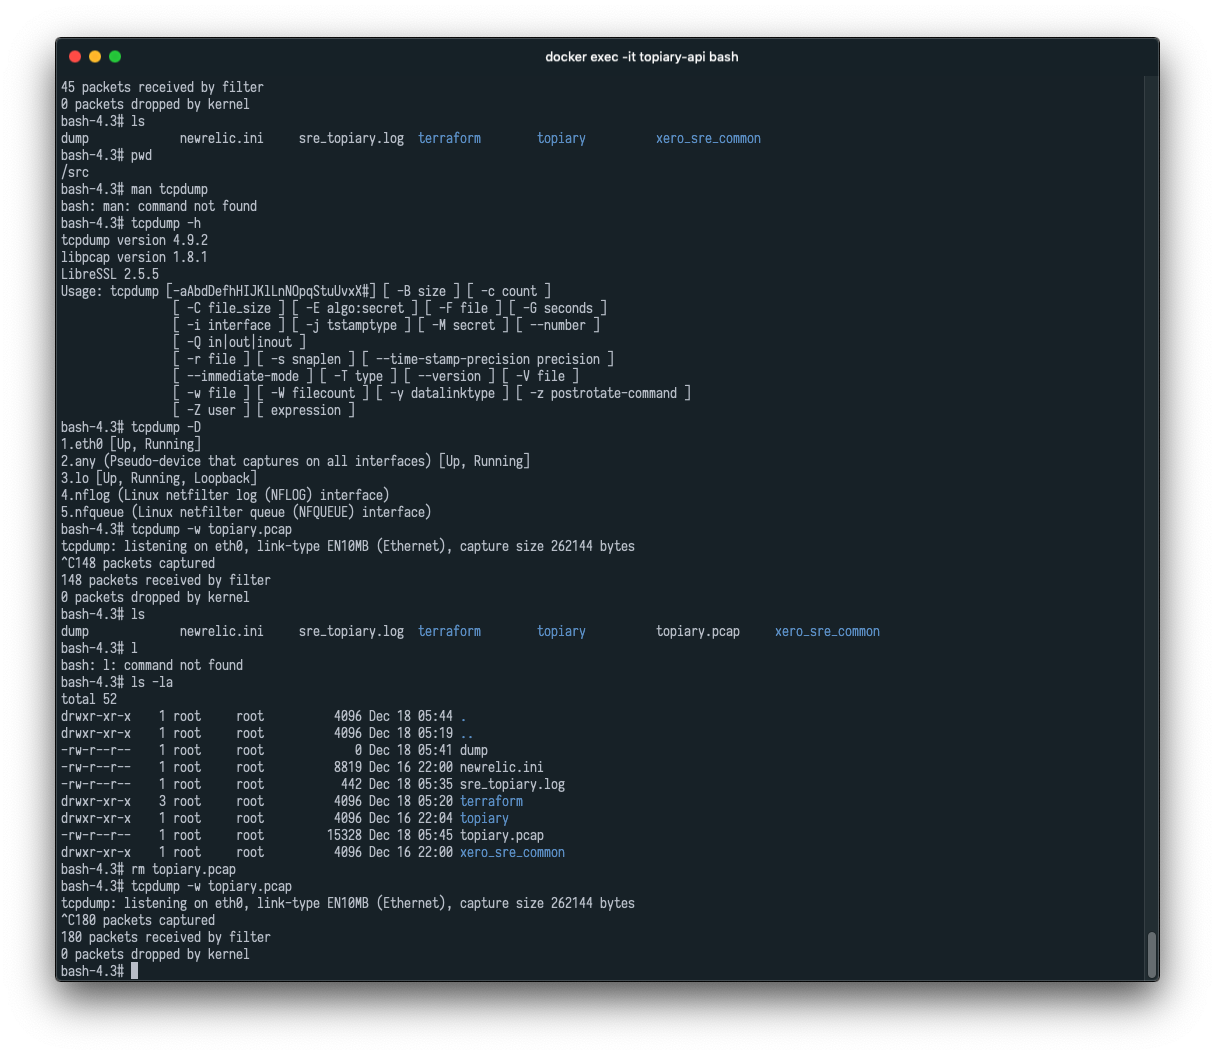 docker exec -it topiary-api bash
45 packets received by filter
0 packets dropped by kernel
bash-4.3# ls
dump             newrelic.ini     sre_topiary.log  terraform        topiary          xero_sre_common
bash-4.3# pwd
/src
bash-4.3# man tcpdump
bash: man: command not found
bash-4.3# tcpdump -h
tcpdump version 4.9.2
libpcap version 1.8.1
LibreSSL 2.5.5
Usage: tcpdump [-aAbdDefhHIJKlLnNOpqStuUvxX#] [ -B size ] [ -c count ]
                [ -C file_size ] [ -E algo:secret ] [ -F file ] [ -G seconds ]
                [ -i interface ] [ -j tstamptype ] [ -M secret ] [ --number ]
                [ -Q in|out|inout ]
                [ -r file ] [ -s snaplen ] [ --time-stamp-precision precision ]
                [ --immediate-mode ] [ -T type ] [ --version ] [ -V file ]
                [ -w file ] [ -W filecount ] [ -y datalinktype ] [ -z postrotate-command ]
                [ -Z user ] [ expression ]
bash-4.3# tcpdump -D
1.eth0 [Up, Running]
2.any (Pseudo-device that captures on all interfaces) [Up, Running]
3.lo [Up, Running, Loopback]
4.nflog (Linux netfilter log (NFLOG) interface)
5.nfqueue (Linux netfilter queue (NFQUEUE) interface)
bash-4.3# tcpdump -w topiary.pcap
tcpdump: listening on eth0, link-type EN10MB (Ethernet), capture size 262144 bytes
^C148 packets captured
148 packets received by filter
0 packets dropped by kernel
bash-4.3# ls
dump             newrelic.ini     sre_topiary.log  terraform        topiary          topiary.pcap     xero_sre_common
bash-4.3# l
bash: l: command not found
bash-4.3# ls -la
total 52
drwxr-xr-x    1 root     root          4096 Dec 18 05:44 .
drwxr-xr-x    1 root     root          4096 Dec 18 05:19 ..
-rw-r--r--    1 root     root             0 Dec 18 05:41 dump
-rw-r--r--    1 root     root          8819 Dec 16 22:00 newrelic.ini
-rw-r--r--    1 root     root           442 Dec 18 05:35 sre_topiary.log
drwxr-xr-x    3 root     root          4096 Dec 18 05:20 terraform
drwxr-xr-x    1 root     root          4096 Dec 16 22:04 topiary
-rw-r--r--    1 root     root         15328 Dec 18 05:45 topiary.pcap
drwxr-xr-x    1 root     root          4096 Dec 16 22:00 xero_sre_common
bash-4.3# rm topiary.pcap
bash-4.3# tcpdump -w topiary.pcap
tcpdump: listening on eth0, link-type EN10MB (Ethernet), capture size 262144 bytes
^C180 packets captured
180 packets received by filter
0 packets dropped by kernel
bash-4.3#